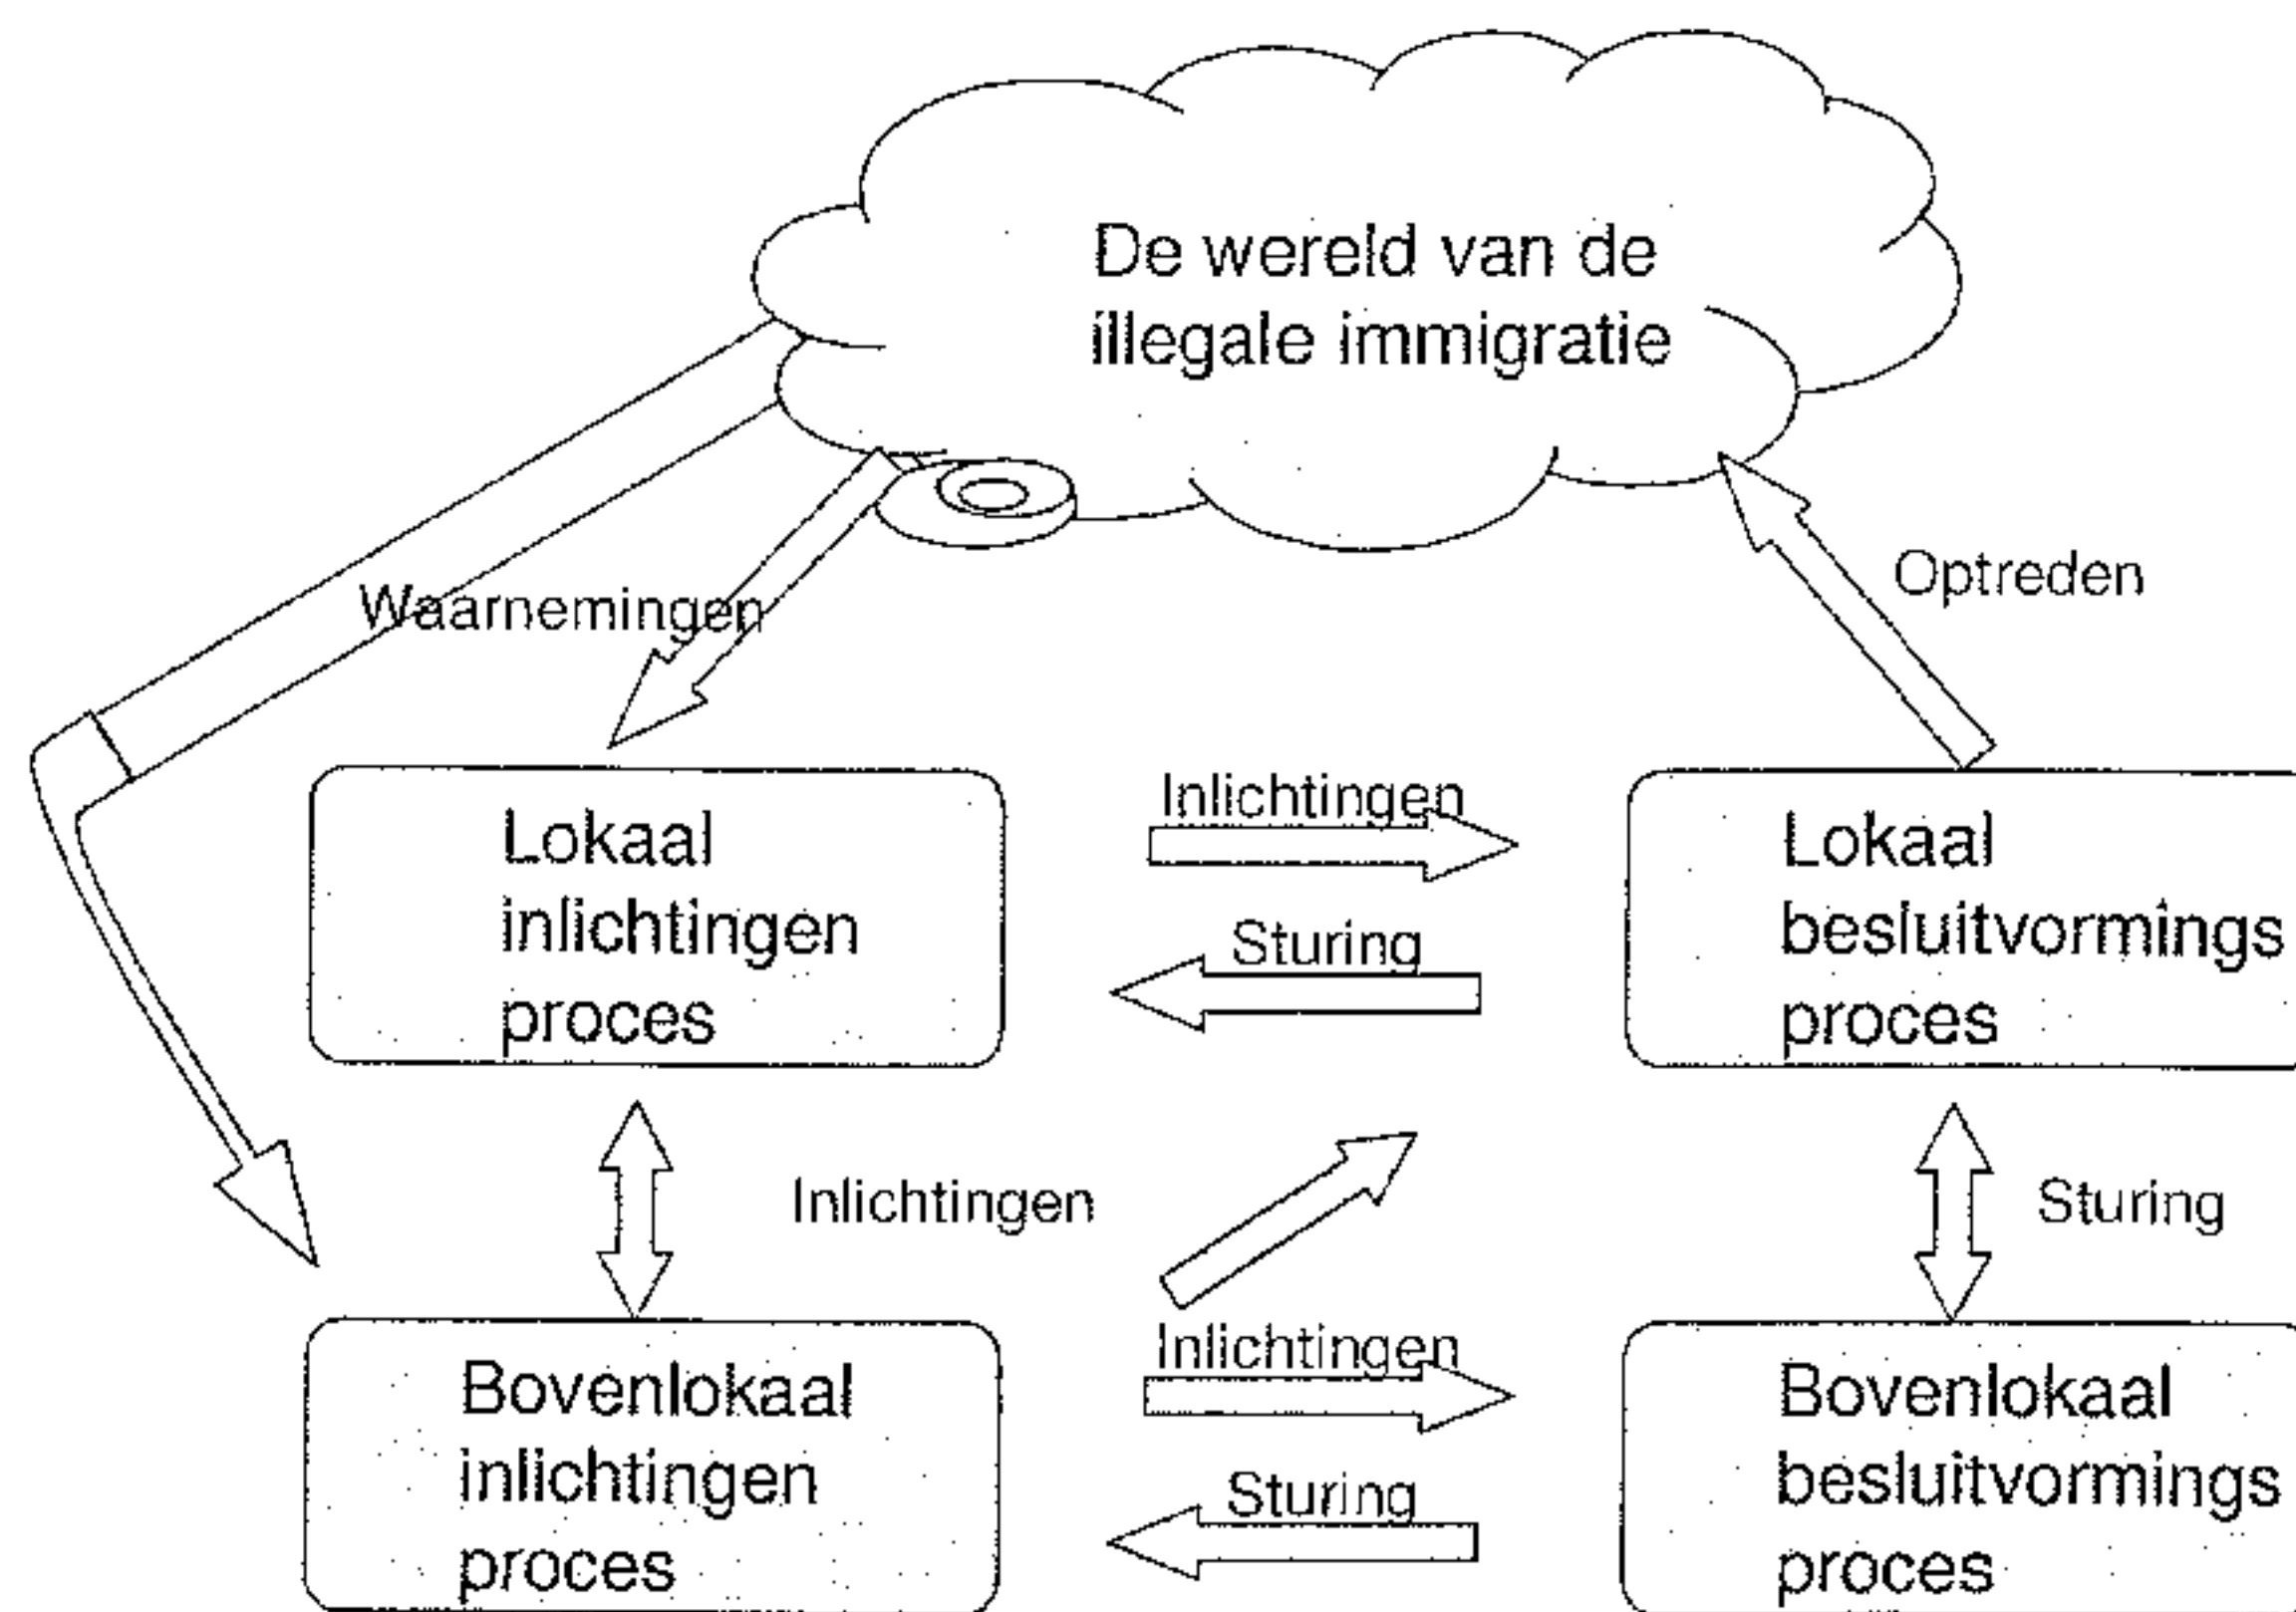 De wereld van de
illegale immigratie
Waarnemingen
Optreden
Lokaal
inlichtingen
proces
Inlichtingen
Sturing
Lokaal
besluitvormings
proces
Inlichtingen
Sturing
Bovenlokaal
inlichtingen
proces
Inlichtingen
Sturing
Bovenlokaal
besluitvormings
proces